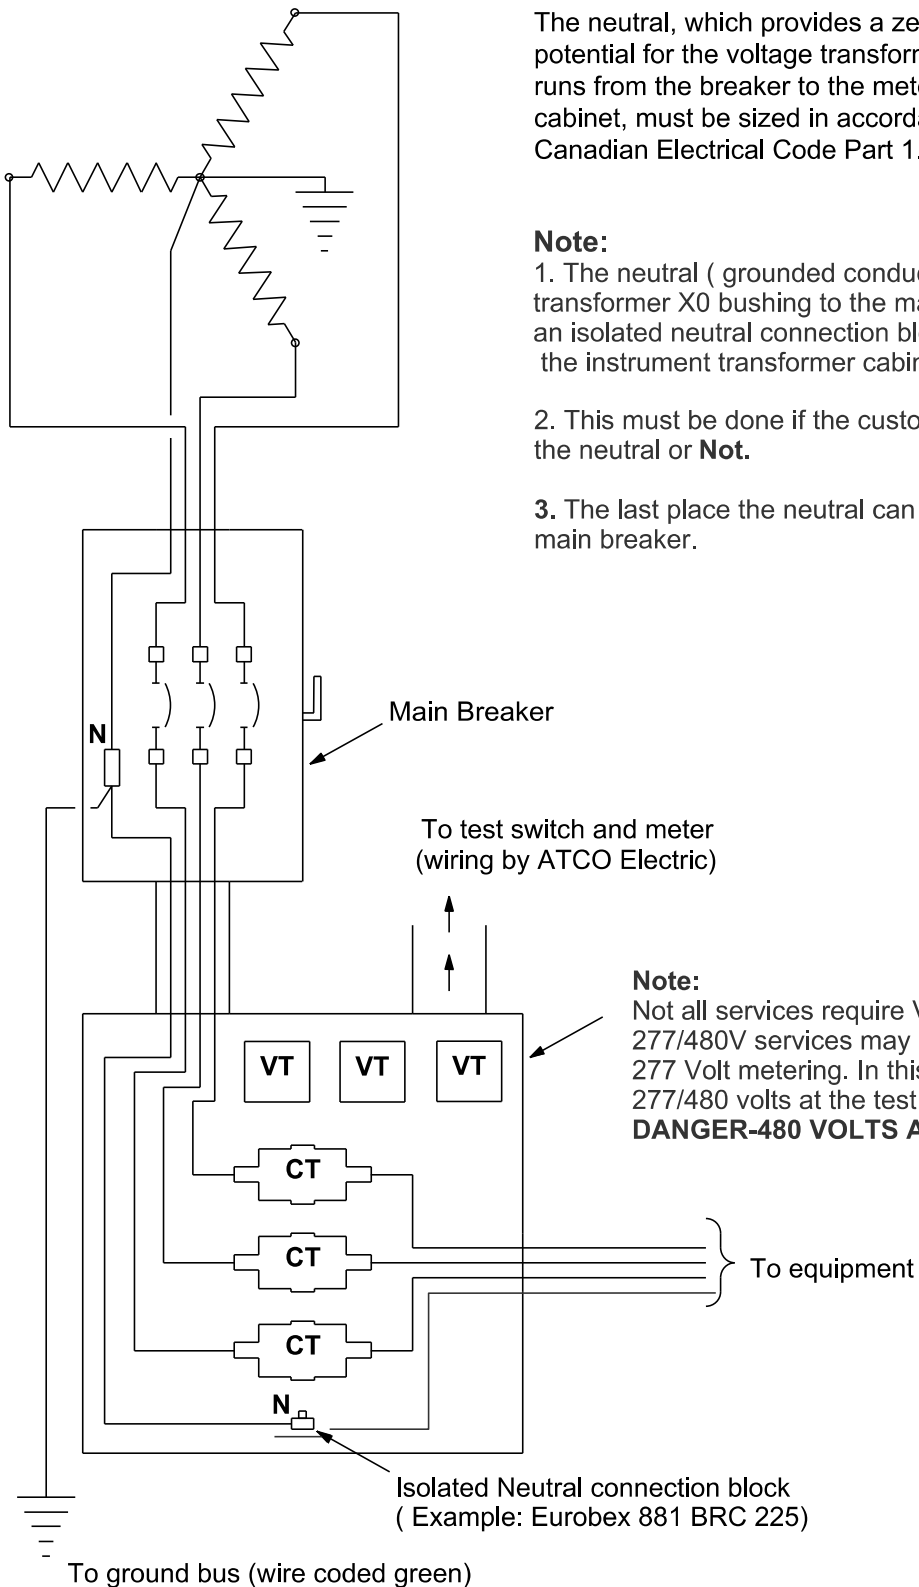 The neutral, which provides a ze
potential for the voltage transform
runs from the breaker to the mete
cabinet, must be sized in accorda
Canadian Electrical Code Part 1.
Note:
1. The neutral ( grounded conduc
transformer X0 bushing to the ma
an isolated neutral connection blo
the instrument transformer cabin
2. This must be done if the custo
the neutral or Not.
3. The last place the neutral can
main breaker.
N
Main Breaker
To test switch and meter
(wiring by ATCO Electric)
Note:
Not all services require V
277/480V services may
277 Volt metering. In this
277/480 volts at the test
DANGER-480 VOLTS A
VT VT VT
CT
CT
To equipment
CT
N
Isolated Neutral connection block
( Example: Eurobex 881 BRC 225)
To ground bus (wire coded green)